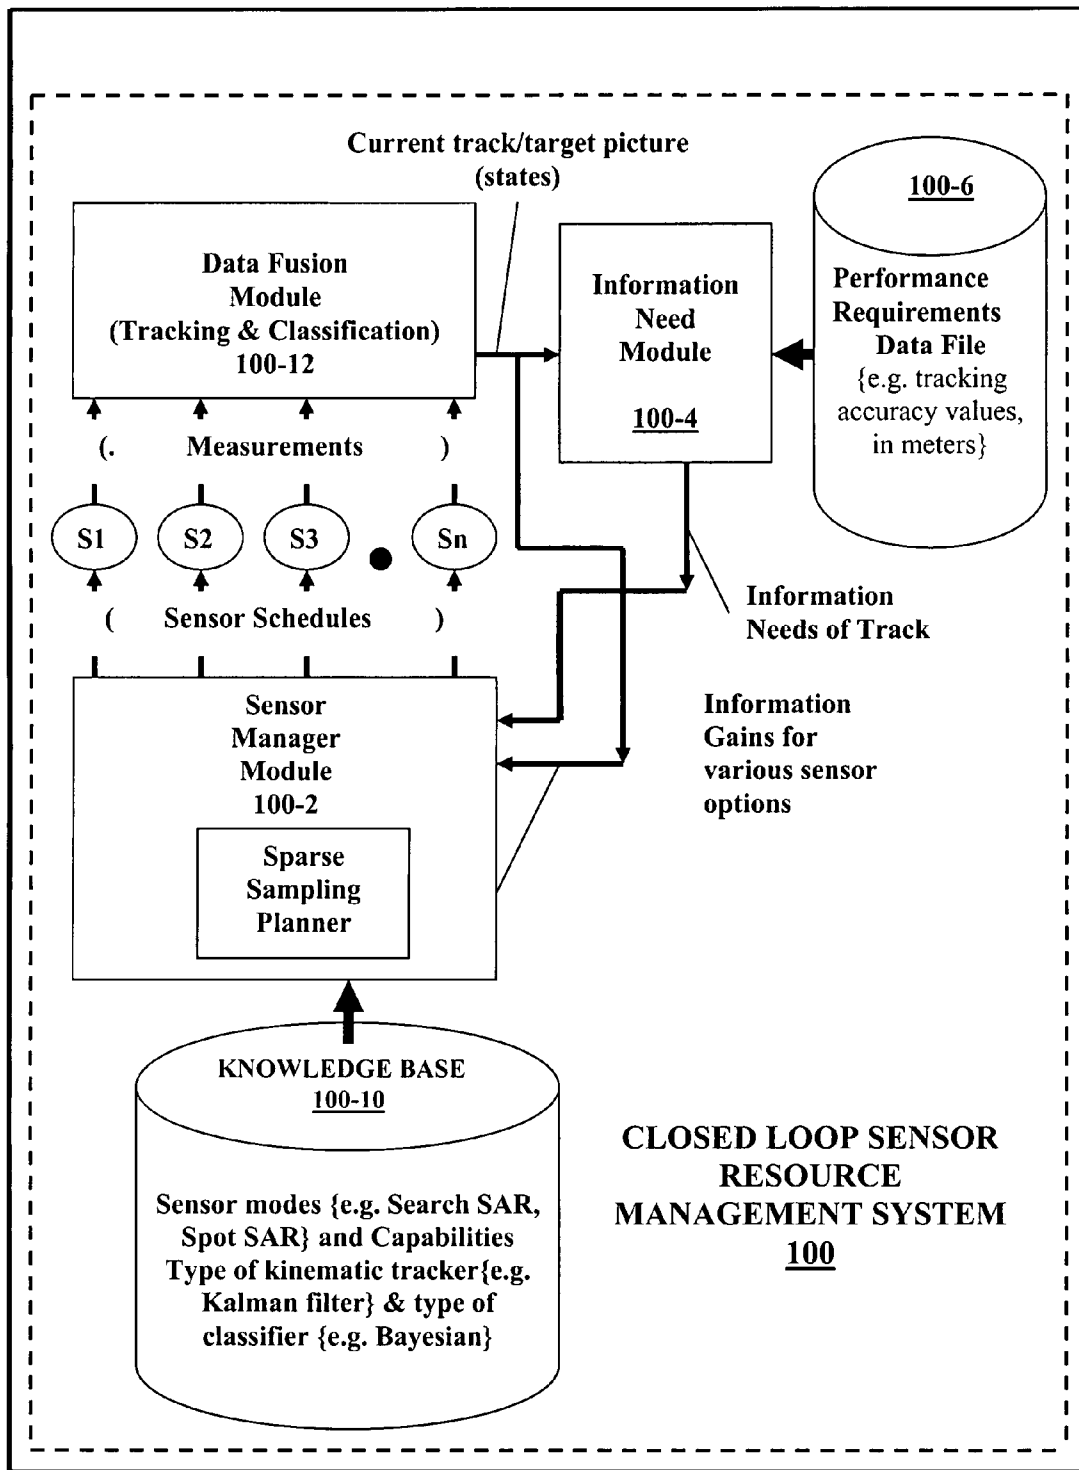 Current track/target picture
(states)
100-6
Data Fusion
Module
(Tracking & Classification)
100-12
Information
Need
Module
100-4
Performance
Requirements
Data File
{e.g. tracking
accuracy values,
in meters}
(. Measurements )
S1 S2 S3 Sn
( Sensor Schedules )
Information
Needs of Track
Sensor
Manager
Module
100-2
Information
Gains for
various sensor
options
Sparse
Sampling
Planner
KNOWLEDGE BASE
100-10
Sensor modes {e.g. Search SAR,
Spot SAR} and Capabilities
Type of kinematic tracker{e.g.
Kalman filter} & type of
classifier {e.g. Bayesian}
CLOSED LOOP SENSOR
RESOURCE
MANAGEMENT SYSTEM
100